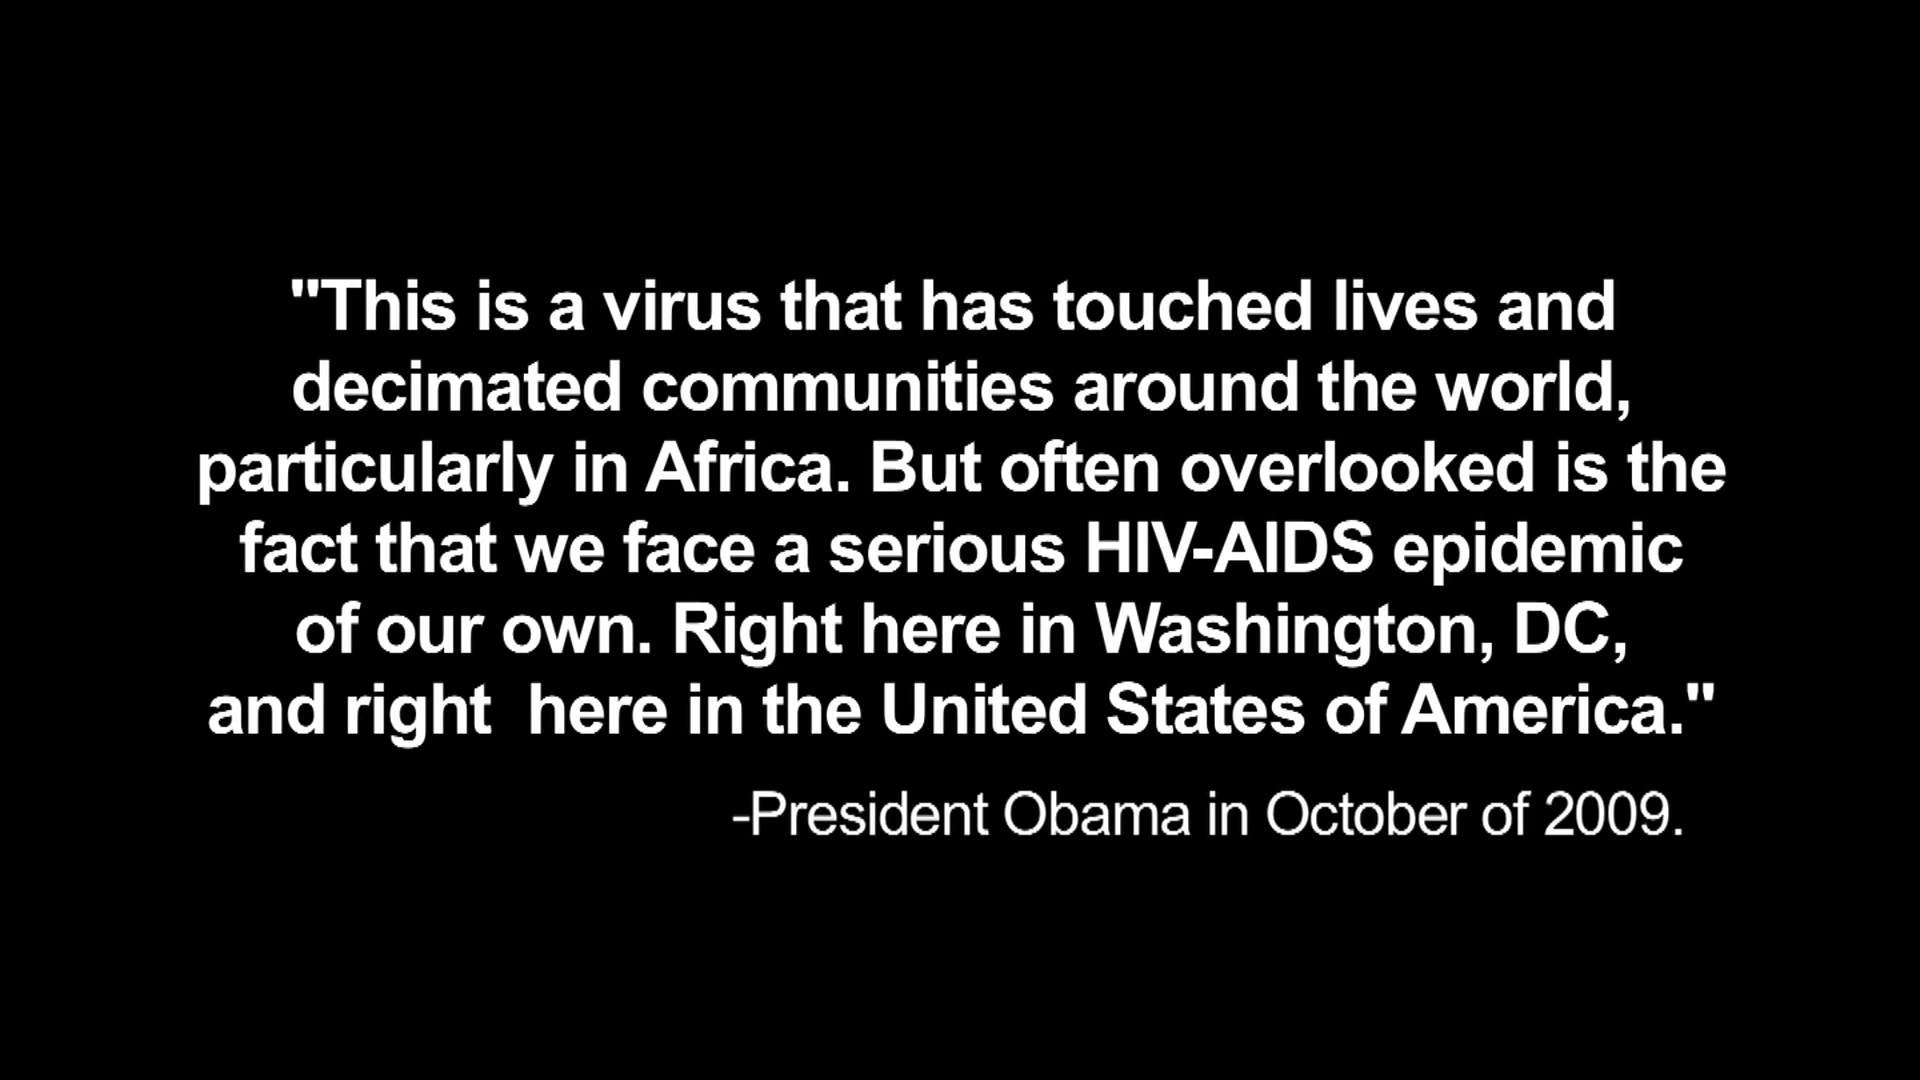 "This is a virus that has touched lives and
decimated communities around the world,
particularly in Africa. But often overlooked is the
fact that we face a serious HIV-AIDS epidemic
of our own. Right here in Washington, DC,
and right  here in the United States of America."
-President Obama in October of 2009.